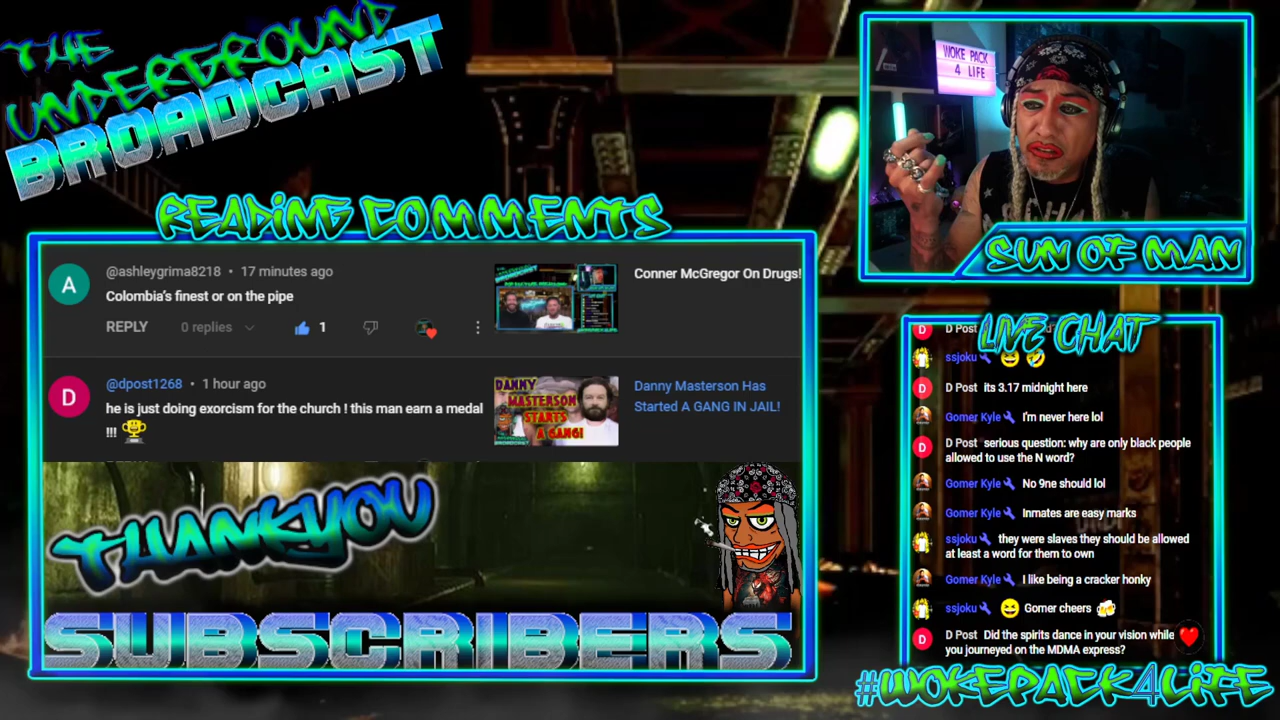 THE
UNDERGROUND
BROADCAST
READING COMMENTS
@ashleygrima8218 • 17 minutes ago
Colombia's finest or on the pipe
REPLY 0 replies 1
Conner McGregor On Drugs!
@dpost1268 • 1 hour ago
he is just doing exorcism for the church ! this man earn a medal
!!! 🏆
DANNY
MASTERSON
STARTS
A GANG!
Danny Masterson Has
Started A GANG IN JAIL!
THANKYOU
SUBSCRIBERS
WOKE PACK
4 LIFE
SUN OF MAN
LIVE CHAT
D Post
ssjoku 😆 🤣
D Post its 3.17 midnight here
Gomer Kyle I'm never here lol
D Post serious question: why are only black people
allowed to use the N word?
Gomer Kyle No 9ne should lol
Gomer Kyle Inmates are easy marks
ssjoku they were slaves they should be allowed
at least a word for them to own
Gomer Kyle I like being a cracker honky
ssjoku 😆 Gomer cheers 🍻
D Post Did the spirits dance in your vision while
you journeyed on the MDMA express?
#WOKEPACK4LIFE
A
D
D
D
D
D